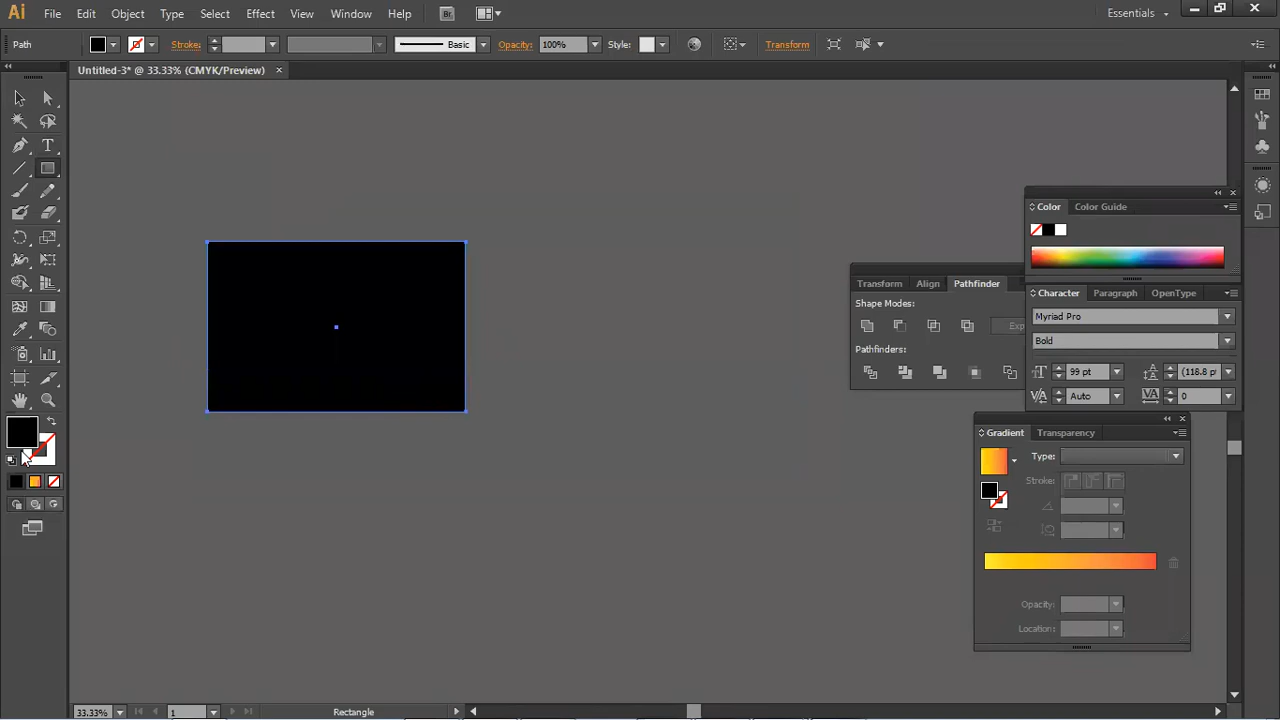 Ai File Edit Object Type Select Effect View Window Help Br Essentials
Path Stroke: Basic Opacity: 100% Style: Transform
Untitled-3* @ 33.33% (CMYK/Preview)
Color Color Guide
Transform Align Pathfinder
Shape Modes:
Pathfinders:
Character Paragraph OpenType
Myriad Pro
Bold
99 pt (118.8 pt
Auto 0
Gradient Transparency
Type:
Stroke:
Opacity:
Location:
33.33% 1 Rectangle